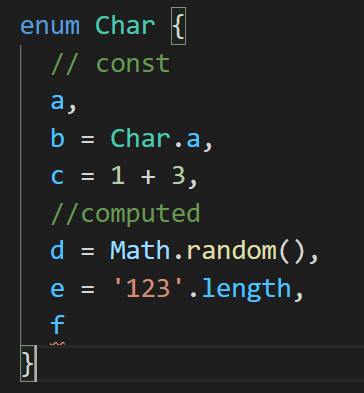 enum Char {
// const
a,
b = Char.a,
c = 1 + 3,
//computed
d = Math.random(),
e = '123'.length,
f
}